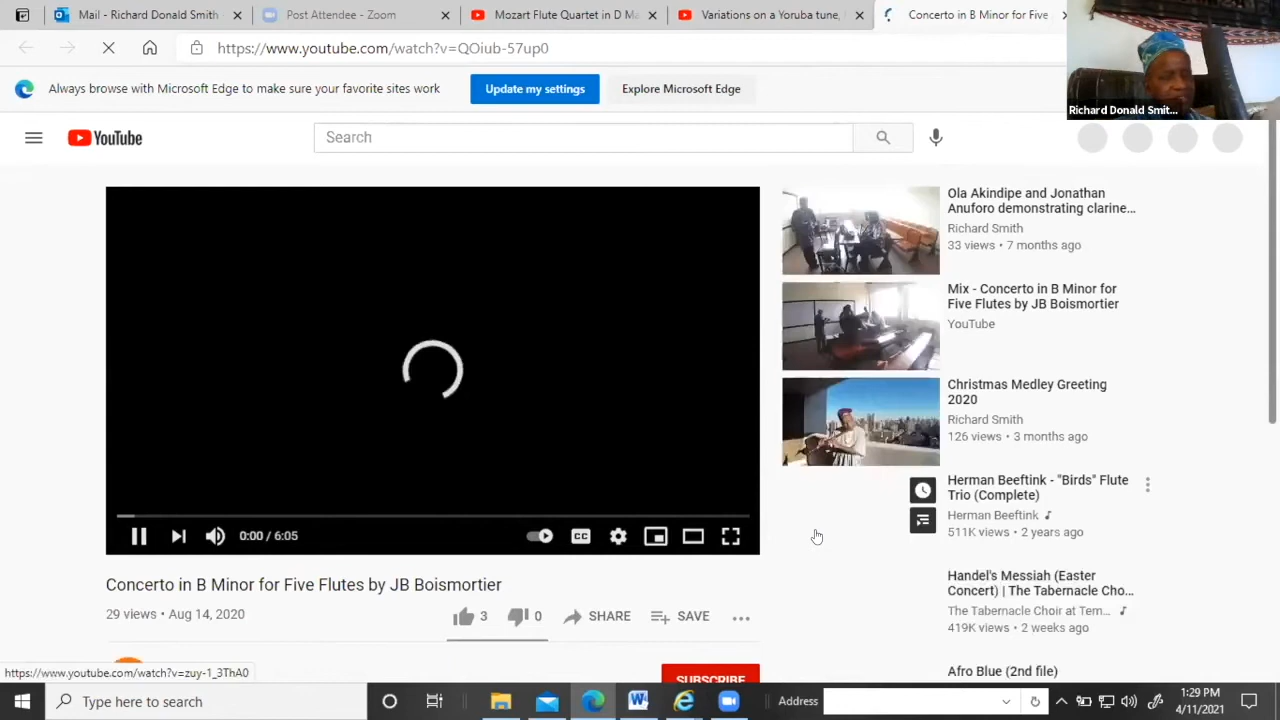 Mail - Richard Donald Smith
Post Attendee - Zoom
Mozart Flute Quartet in D Ma
Variations on a Yoruba tune,
Concerto in B Minor for Five
https://www.youtube.com/watch?v=QOiub-57up0
Always browse with Microsoft Edge to make sure your favorite sites work
Update my settings
Explore Microsoft Edge
Richard Donald Smit...
YouTube
Search
Ola Akindipe and Jonathan
Anuforo demonstrating clarine...
Richard Smith
33 views • 7 months ago
Mix - Concerto in B Minor for
Five Flutes by JB Boismortier
YouTube
Christmas Medley Greeting
2020
Richard Smith
126 views • 3 months ago
Herman Beeftink - "Birds" Flute
Trio (Complete)
Herman Beeftink
511K views • 2 years ago
Handel's Messiah (Easter
Concert) | The Tabernacle Cho...
The Tabernacle Choir at Tem...
419K views • 2 weeks ago
Afro Blue (2nd file)
0:00 / 6:05
CC
Concerto in B Minor for Five Flutes by JB Boismortier
29 views • Aug 14, 2020
3
0
SHARE
SAVE
SUBSCRIBE
https://www.youtube.com/watch?v=zuy-1_3ThA0
Type here to search
Address
1:29 PM
4/11/2021